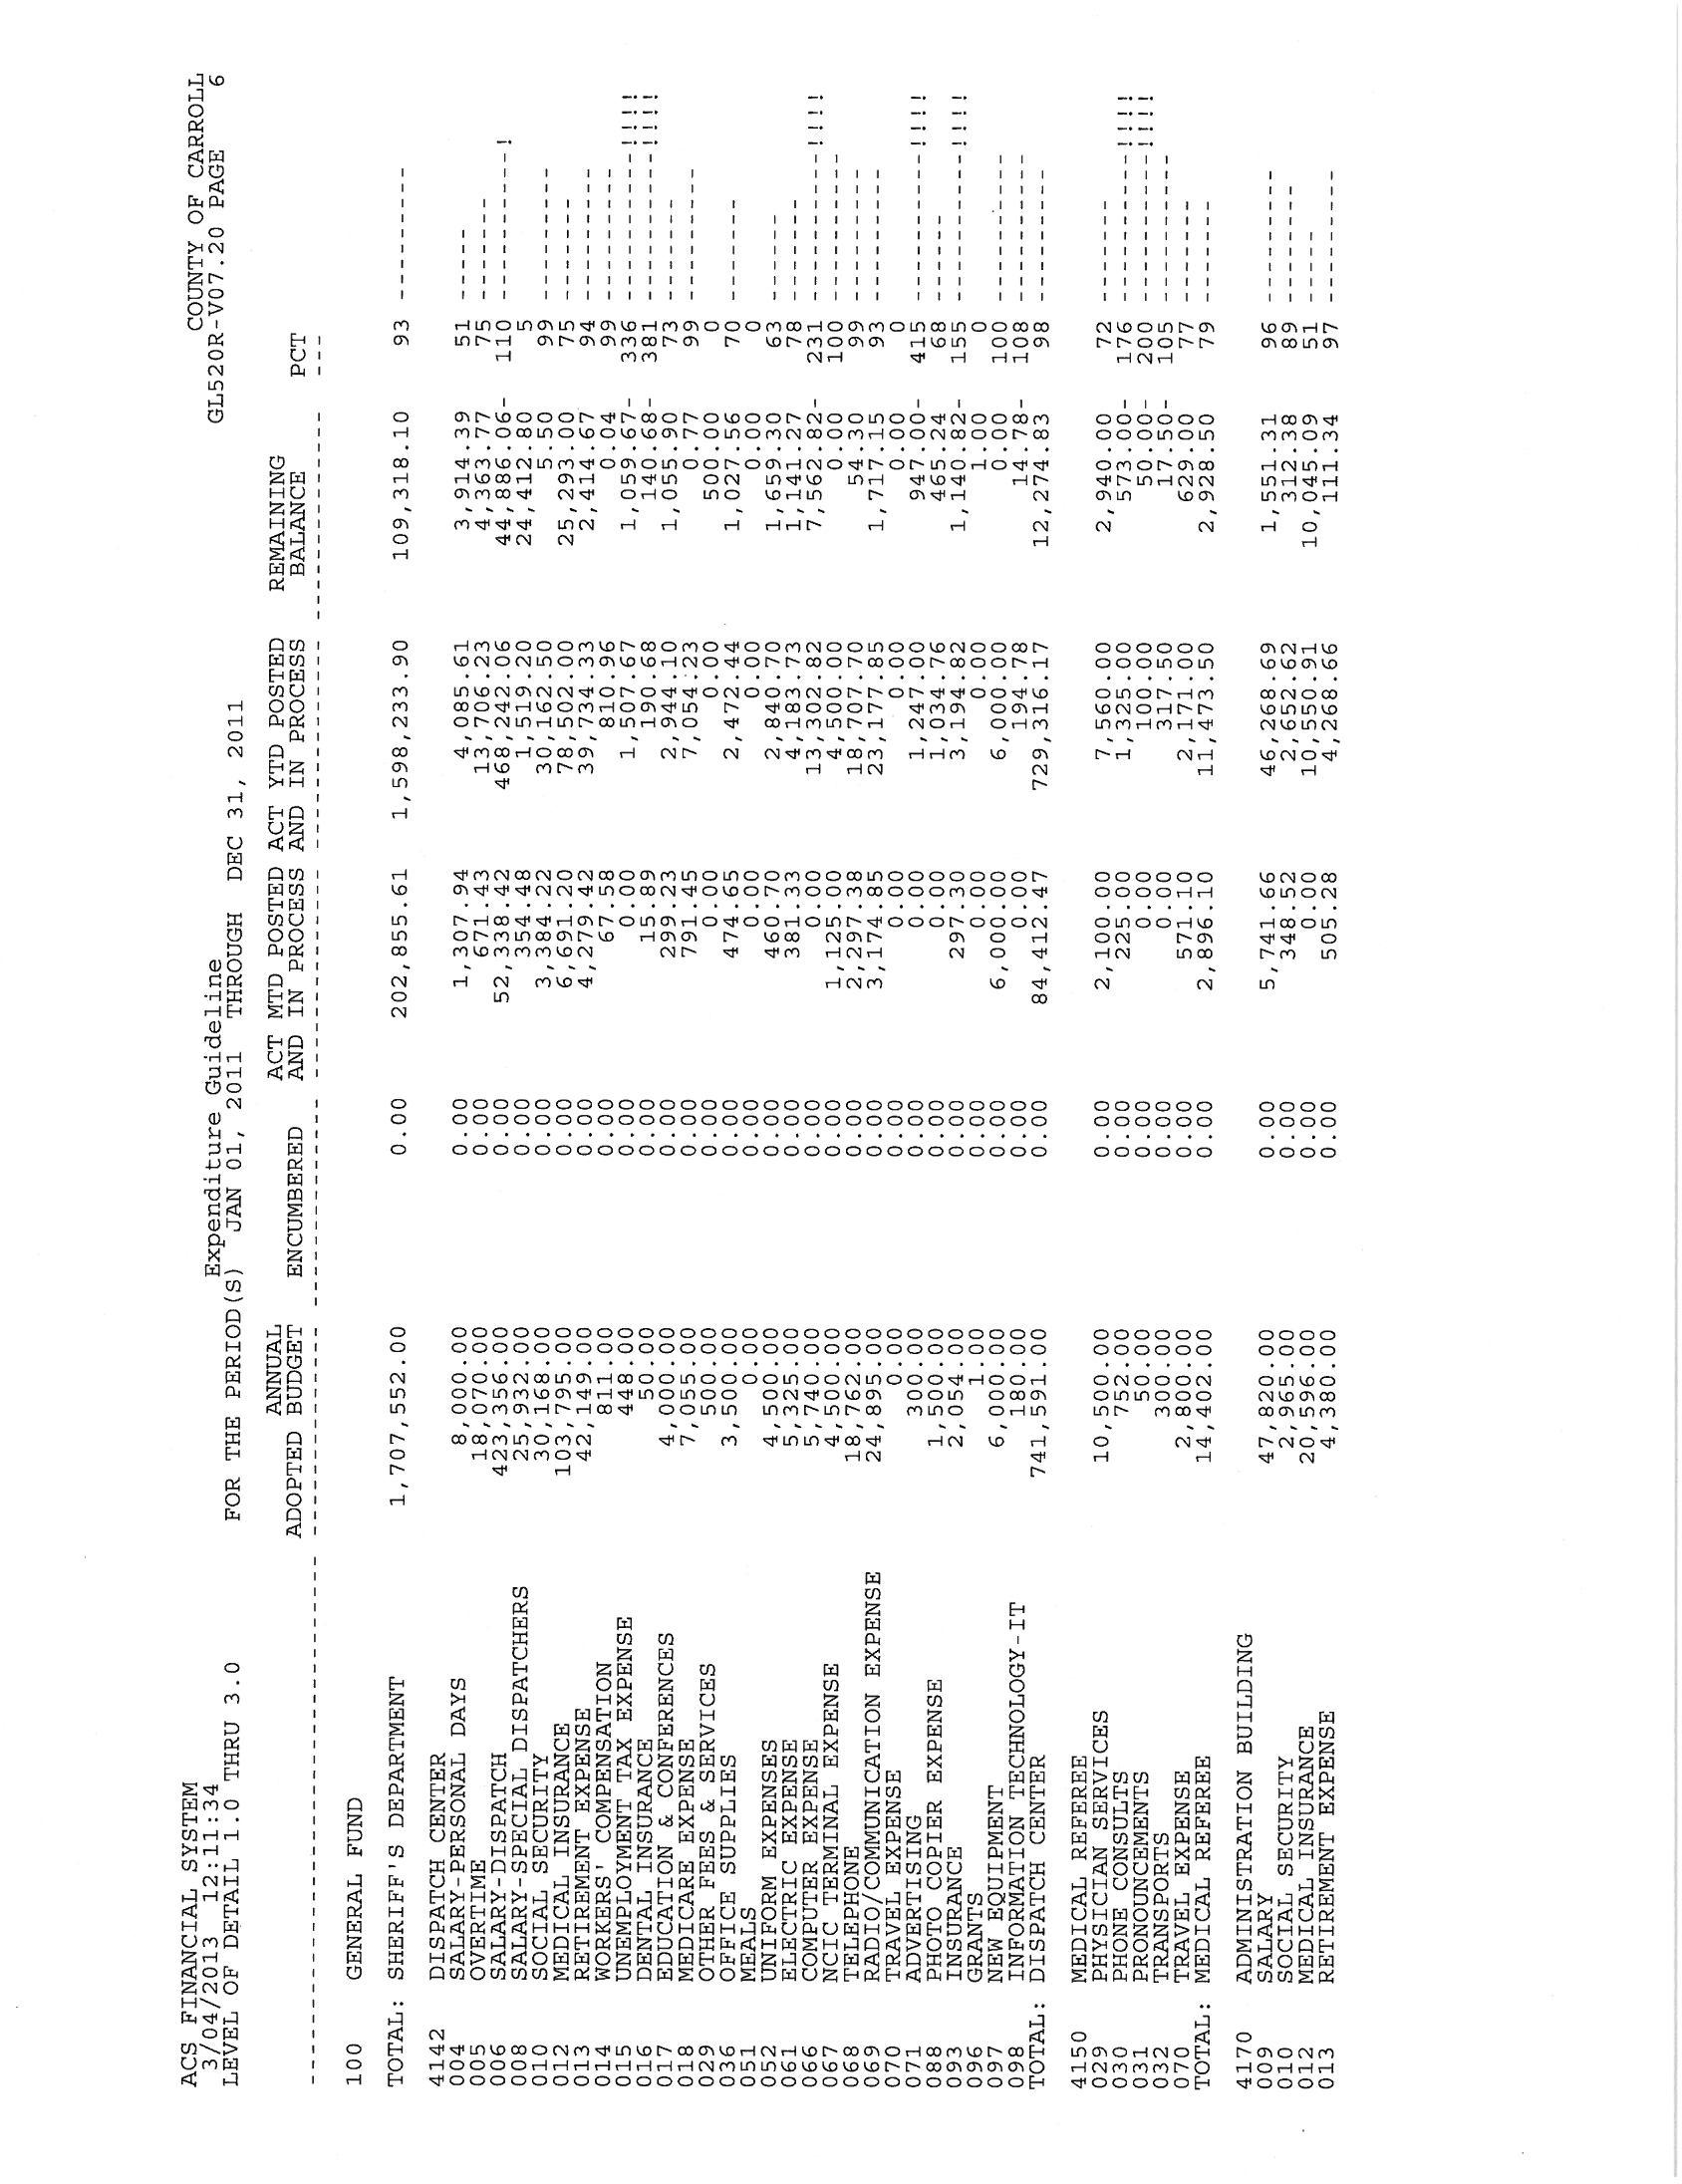 ACS FINANCIAL SYSTEM COUNTY OF CARROLL
3/04/2013 12:11:34 Expenditure Guideline GL520R-V07.20 PAGE 6
LEVEL OF DETAIL 1.0 THRU 3.0 FOR THE PERIOD(S) JAN 01, 2011 THROUGH DEC 31, 2011
ANNUAL ACT MTD POSTED ACT YTD POSTED REMAINING
ADOPTED BUDGET ENCUMBERED AND IN PROCESS AND IN PROCESS BALANCE PCT
100 GENERAL FUND
TOTAL: SHERIFF'S DEPARTMENT 1,707,552.00 0.00 202,855.61 1,598,233.90 109,318.10 93 ----------
4142 DISPATCH CENTER
004 SALARY-PERSONAL DAYS 8,000.00 0.00 1,307.94 4,085.61 3,914.39 51 -----
005 OVERTIME 18,070.00 0.00 671.43 13,706.23 4,363.77 75 --------
006 SALARY-DISPATCH 423,356.00 0.00 52,338.42 468,242.06 44,886.06- 110 -----------!
008 SALARY-SPECIAL DISPATCHERS 25,932.00 0.00 354.48 1,519.20 24,412.80 5
010 SOCIAL SECURITY 30,168.00 0.00 3,384.22 30,162.50 5.50 99 ----------
012 MEDICAL INSURANCE 103,795.00 0.00 6,691.20 78,502.00 25,293.00 75 --------
013 RETIREMENT EXPENSE 42,149.00 0.00 4,279.42 39,734.33 2,414.67 94 ----------
014 WORKERS' COMPENSATION 811.00 0.00 67.58 810.96 0.04 99 ----------
015 UNEMPLOYMENT TAX EXPENSE 448.00 0.00 0.00 1,507.67 1,059.67- 336 -----------!!!!
016 DENTAL INSURANCE 50.00 0.00 15.89 190.68 140.68- 381 -----------!!!!
017 EDUCATION & CONFERENCES 4,000.00 0.00 299.23 2,944.10 1,055.90 73 --------
018 MEDICARE EXPENSE 7,055.00 0.00 791.45 7,054.23 0.77 99 ----------
029 OTHER FEES & SERVICES 500.00 0.00 0.00 0.00 500.00 0
036 OFFICE SUPPLIES 3,500.00 0.00 474.65 2,472.44 1,027.56 70 -------
051 MEALS 0 0.00 0.00 0.00 0.00 0
052 UNIFORM EXPENSES 4,500.00 0.00 460.70 2,840.70 1,659.30 63 ------
061 ELECTRIC EXPENSE 5,325.00 0.00 381.33 4,183.73 1,141.27 78 --------
066 COMPUTER EXPENSE 5,740.00 0.00 0.00 13,302.82 7,562.82- 231 -----------!!!!
067 NCIC TERMINAL EXPENSE 4,500.00 0.00 1,125.00 4,500.00 0.00 100 -----------
068 TELEPHONE 18,762.00 0.00 2,297.38 18,707.70 54.30 99 ----------
069 RADIO/COMMUNICATION EXPENSE 24,895.00 0.00 3,174.85 23,177.85 1,717.15 93 ----------
070 TRAVEL EXPENSE 0 0.00 0.00 0.00 0.00 0
071 ADVERTISING 300.00 0.00 0.00 1,247.00 947.00- 415 -----------!!!!
088 PHOTO COPIER EXPENSE 1,500.00 0.00 0.00 1,034.76 465.24 68 ------
093 INSURANCE 2,054.00 0.00 297.30 3,194.82 1,140.82- 155 -----------!!!!
096 GRANTS 1 0.00 0.00 0.00 1.00 0
097 NEW EQUIPMENT 6,000.00 0.00 6,000.00 6,000.00 0.00 100 -----------
098 INFORMATION TECHNOLOGY-IT 180.00 0.00 0.00 194.78 14.78- 108 -----------
TOTAL: DISPATCH CENTER 741,591.00 0.00 84,412.47 729,316.17 12,274.83 98 ----------
4150 MEDICAL REFEREE
029 PHYSICIAN SERVICES 10,500.00 0.00 2,100.00 7,560.00 2,940.00 72 --------
030 PHONE CONSULTS 752.00 0.00 225.00 1,325.00 573.00- 176 -----------!!!!
031 PRONOUNCEMENTS 50.00 0.00 0.00 100.00 50.00- 200 -----------!!!!
032 TRANSPORTS 300.00 0.00 0.00 317.50 17.50- 105 -----------
070 TRAVEL EXPENSE 2,800.00 0.00 571.10 2,171.00 629.00 77 --------
TOTAL: MEDICAL REFEREE 14,402.00 0.00 2,896.10 11,473.50 2,928.50 79 --------
4170 ADMINISTRATION BUILDING
009 SALARY 47,820.00 0.00 5,741.66 46,268.69 1,551.31 96 ----------
010 SOCIAL SECURITY 2,965.00 0.00 348.52 2,652.62 312.38 89 ---------
012 MEDICAL INSURANCE 20,596.00 0.00 0.00 10,550.91 10,045.09 51 -----
013 RETIREMENT EXPENSE 4,380.00 0.00 505.28 4,268.66 111.34 97 ----------